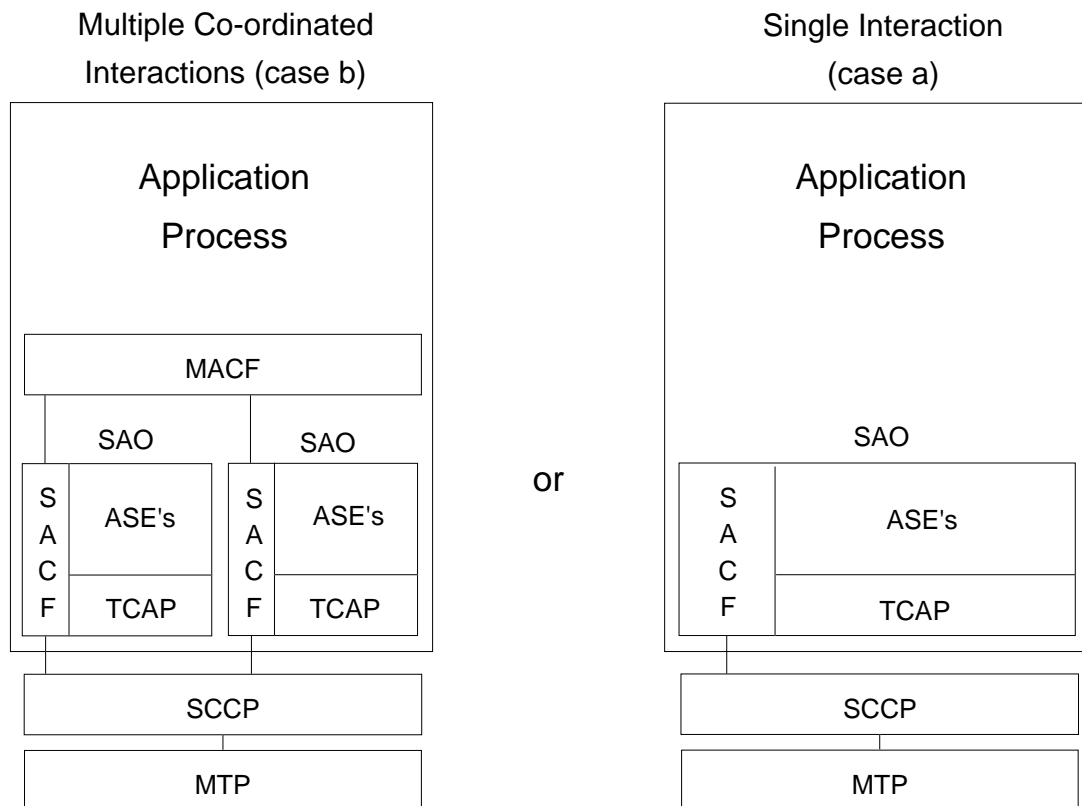 Multiple Co-ordinated
Interactions (case b)
Application
Process
MACF
SAO
SAO
S
A
C
F
ASE's
TCAP
S
A
C
F
ASE's
TCAP
SCCP
MTP
or
Single Interaction
(case a)
Application
Process
SAO
S
A
C
F
ASE's
TCAP
SCCP
MTP